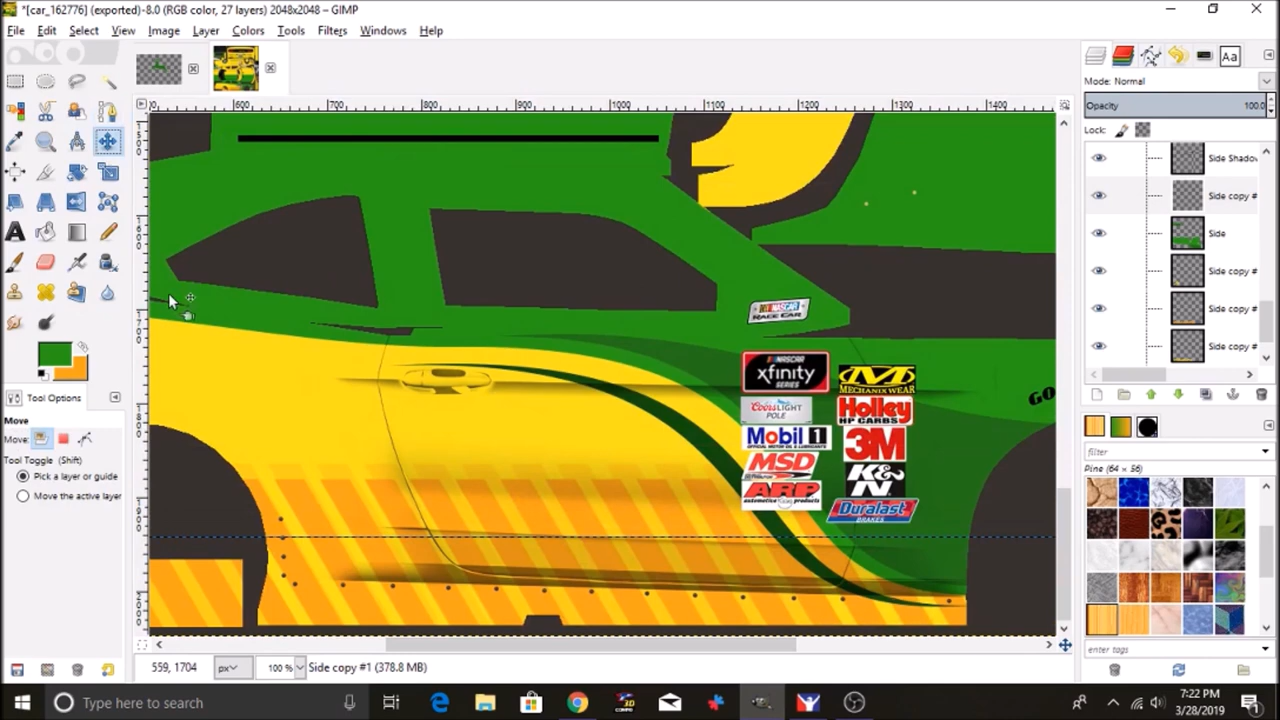 *[car_162776] (exported)-8.0 (RGB color, 27 layers) 2048x2048 – GIMP
File Edit Select View Image Layer Colors Tools Filters Windows Help
Mode: Normal
Opacity 100.0
Lock:
600 700 800 900 1000 1100 1200 1300 1400
Side Shadow
Side copy #
Side
Side copy #
Side copy #
Side copy #
NASCAR
RACE CAR
NASCAR
xfinity
SERIES
MECHANIX WEAR
Coors LIGHT
POLE
Holley
HP CARBS
Mobil 1
3M
MSD
K&N
ARP
automotive products
Duralast
BRAKES
GO
Tool Options
Move
Move:
Tool Toggle (Shift)
Pick a layer or guide
Move the active layer
filter
Pine (64 × 56)
enter tags
559, 1704 px 100 % Side copy #1 (378.8 MB)
Type here to search
7:22 PM
3/28/2019